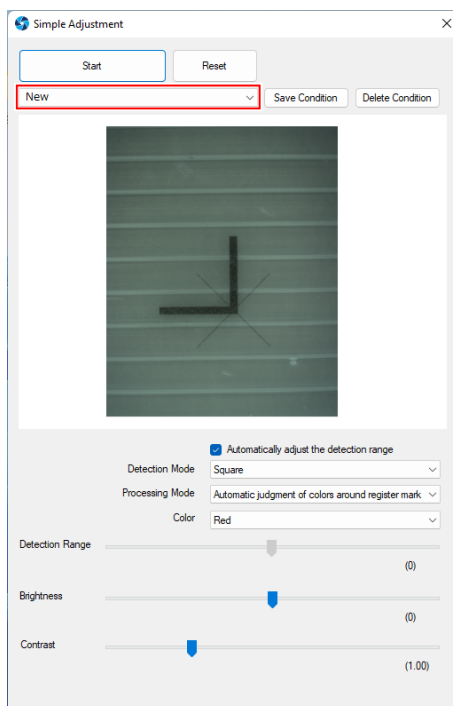 Simple Adjustment
Start Reset
New Save Condition Delete Condition
Automatically adjust the detection range
Detection Mode Square
Processing Mode Automatic judgment of colors around register mark
Color Red
Detection Range
(0)
Brightness
(0)
Contrast
(1.00)